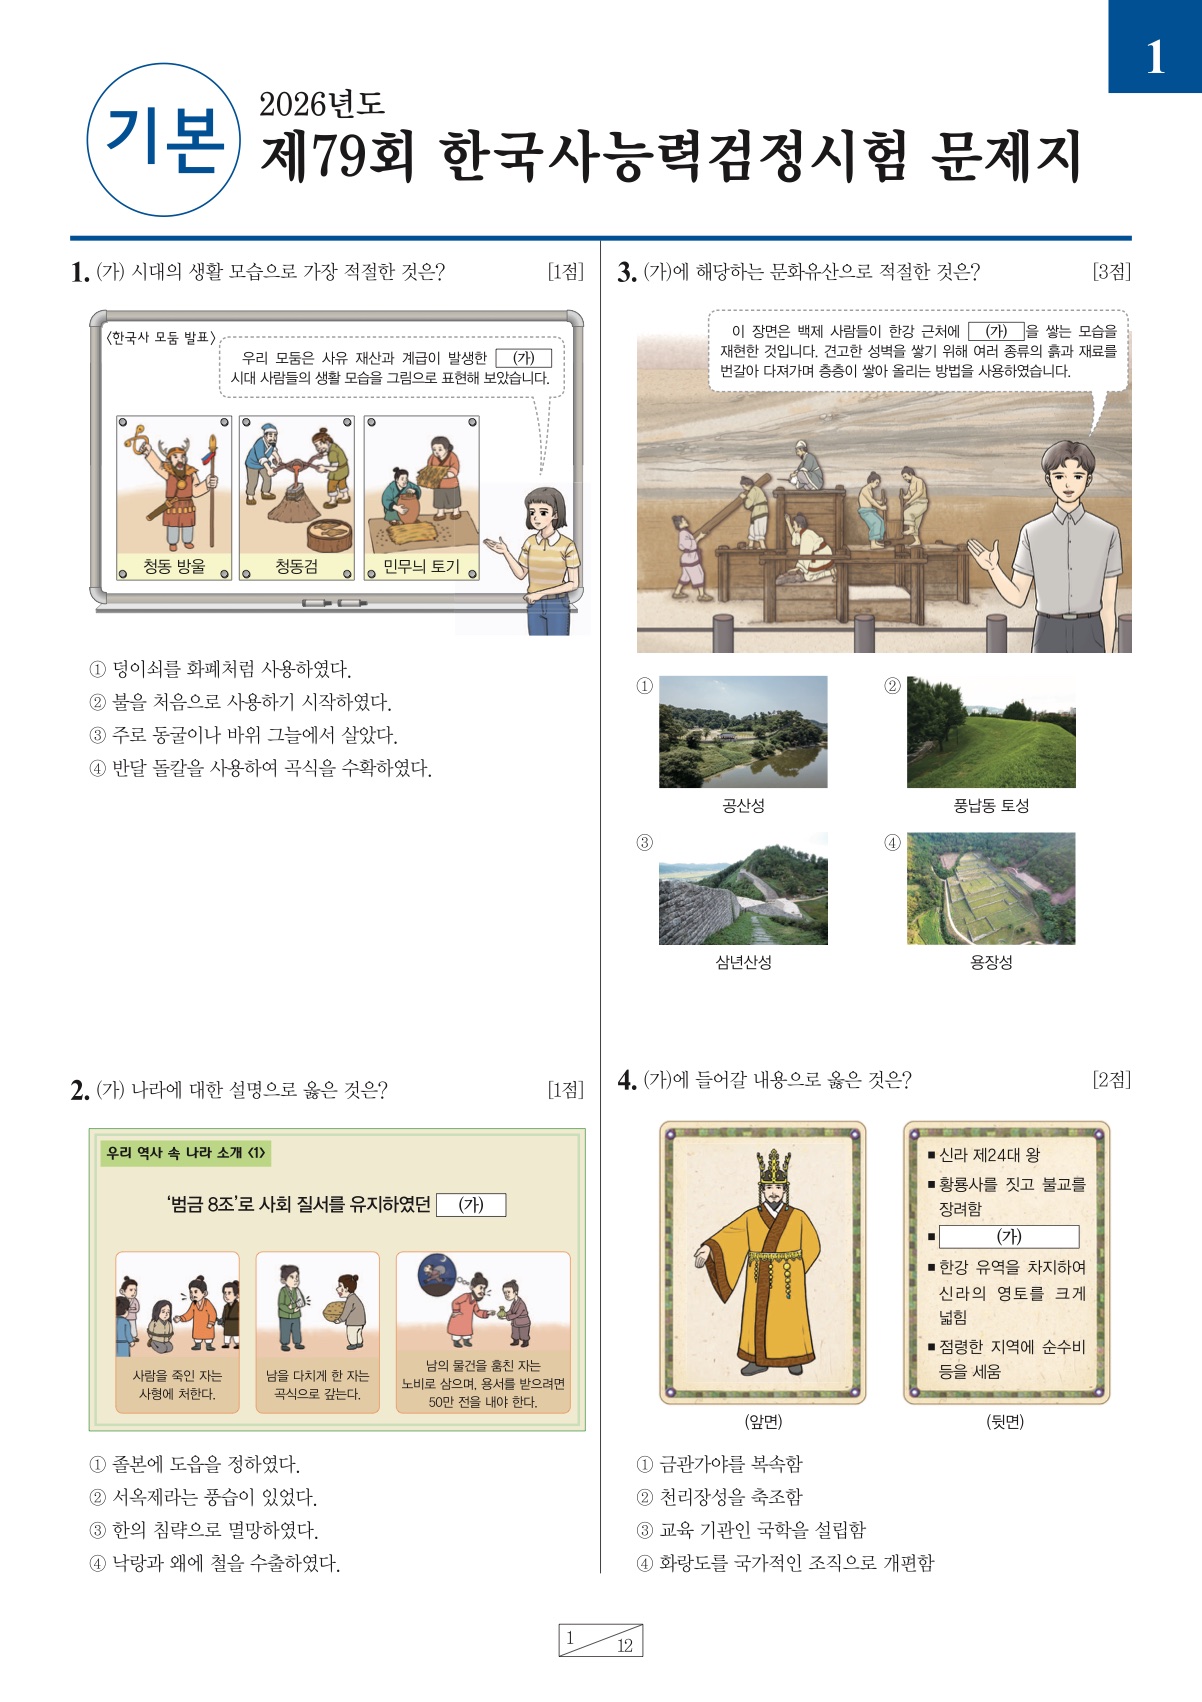 1
기본
2026년도
제79회 한국사능력검정시험 문제지
1. (가) 시대의 생활 모습으로 가장 적절한 것은? [1점]
<한국사 모둠 발표>
우리 모둠은 사유 재산과 계급이 발생한 (가)
시대 사람들의 생활 모습을 그림으로 표현해 보았습니다.
청동 방울
청동검
민무늬 토기
① 덩이쇠를 화폐처럼 사용하였다.
② 불을 처음으로 사용하기 시작하였다.
③ 주로 동굴이나 바위 그늘에서 살았다.
④ 반달 돌칼을 사용하여 곡식을 수확하였다.
2. (가) 나라에 대한 설명으로 옳은 것은? [1점]
우리 역사 속 나라 소개 <1>
'범금 8조'로 사회 질서를 유지하였던 (가)
사람을 죽인 자는
사형에 처한다.
남을 다치게 한 자는
곡식으로 갚는다.
남의 물건을 훔친 자는
노비로 삼으며, 용서를 받으려면
50만 전을 내야 한다.
① 졸본에 도읍을 정하였다.
② 서옥제라는 풍습이 있었다.
③ 한의 침략으로 멸망하였다.
④ 낙랑과 왜에 철을 수출하였다.
3. (가)에 해당하는 문화유산으로 적절한 것은? [3점]
이 장면은 백제 사람들이 한강 근처에 (가) 을 쌓는 모습을
재현한 것입니다. 견고한 성벽을 쌓기 위해 여러 종류의 흙과 재료를
번갈아 다져가며 층층이 쌓아 올리는 방법을 사용하였습니다.
①
공산성
②
풍납동 토성
③
삼년산성
④
용장성
4. (가)에 들어갈 내용으로 옳은 것은? [2점]
■ 신라 제24대 왕
■ 황룡사를 짓고 불교를
장려함
■ (가)
■ 한강 유역을 차지하여
신라의 영토를 크게
넓힘
■ 점령한 지역에 순수비
등을 세움
(앞면)
(뒷면)
① 금관가야를 복속함
② 천리장성을 축조함
③ 교육 기관인 국학을 설립함
④ 화랑도를 국가적인 조직으로 개편함
1
12